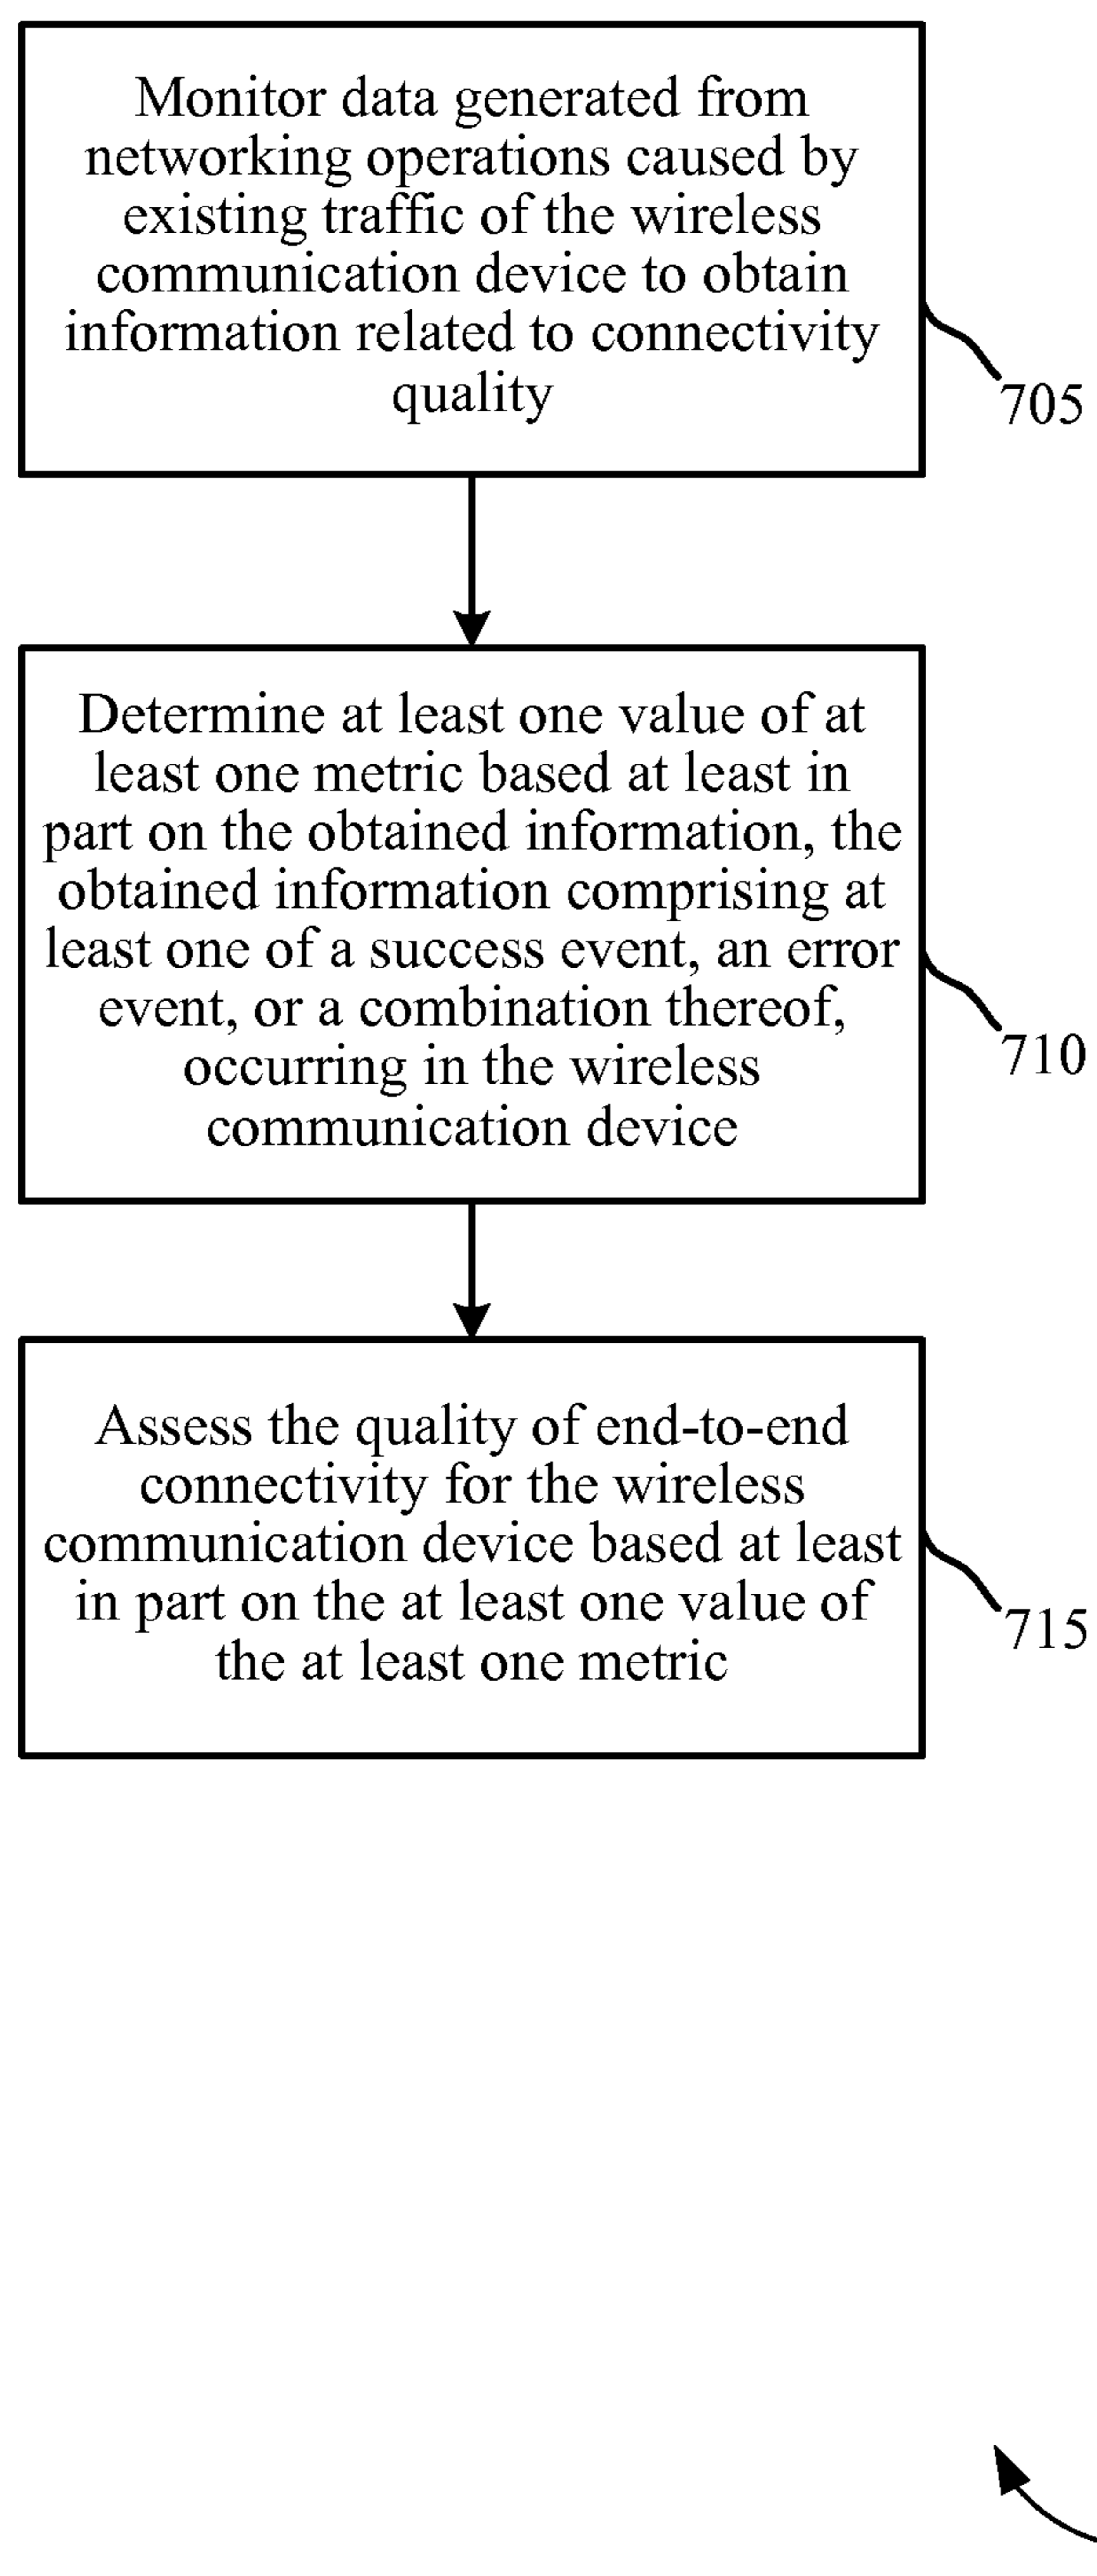 Monitor data generated from
networking operations caused by
existing traffic of the wireless
communication device to obtain
information related to connectivity
quality
705
Determine at least one value of at
least one metric based at least in
part on the obtained information, the
obtained information comprising at
least one of a success event, an error
event, or a combination thereof,
occurring in the wireless
communication device
710
Assess the quality of end-to-end
connectivity for the wireless
communication device based at least
in part on the at least one value of
the at least one metric
715